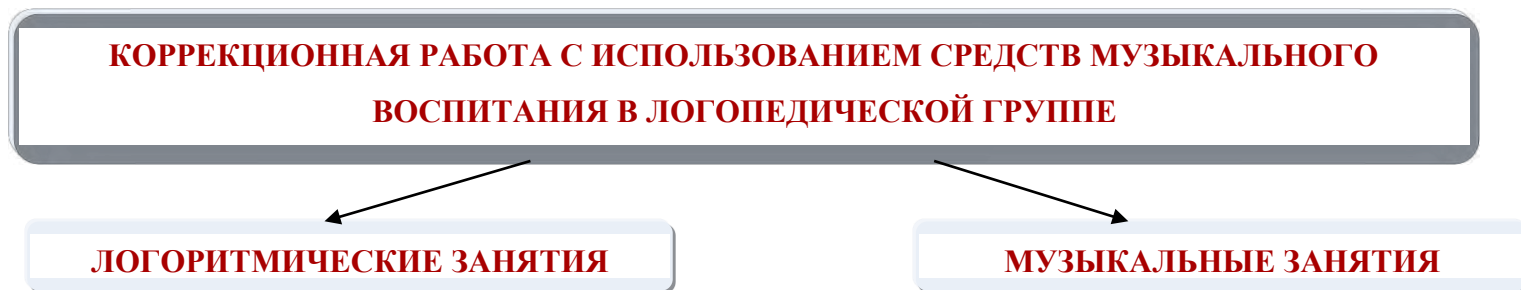 КОРРЕКЦИОННАЯ РАБОТА С ИСПОЛЬЗОВАНИЕМ СРЕДСТВ МУЗЫКАЛЬНОГО
ВОСПИТАНИЯ В ЛОГОПЕДИЧЕСКОЙ ГРУППЕ
ЛОГОРИТМИЧЕСКИЕ ЗАНЯТИЯ
МУЗЫКАЛЬНЫЕ ЗАНЯТИЯ